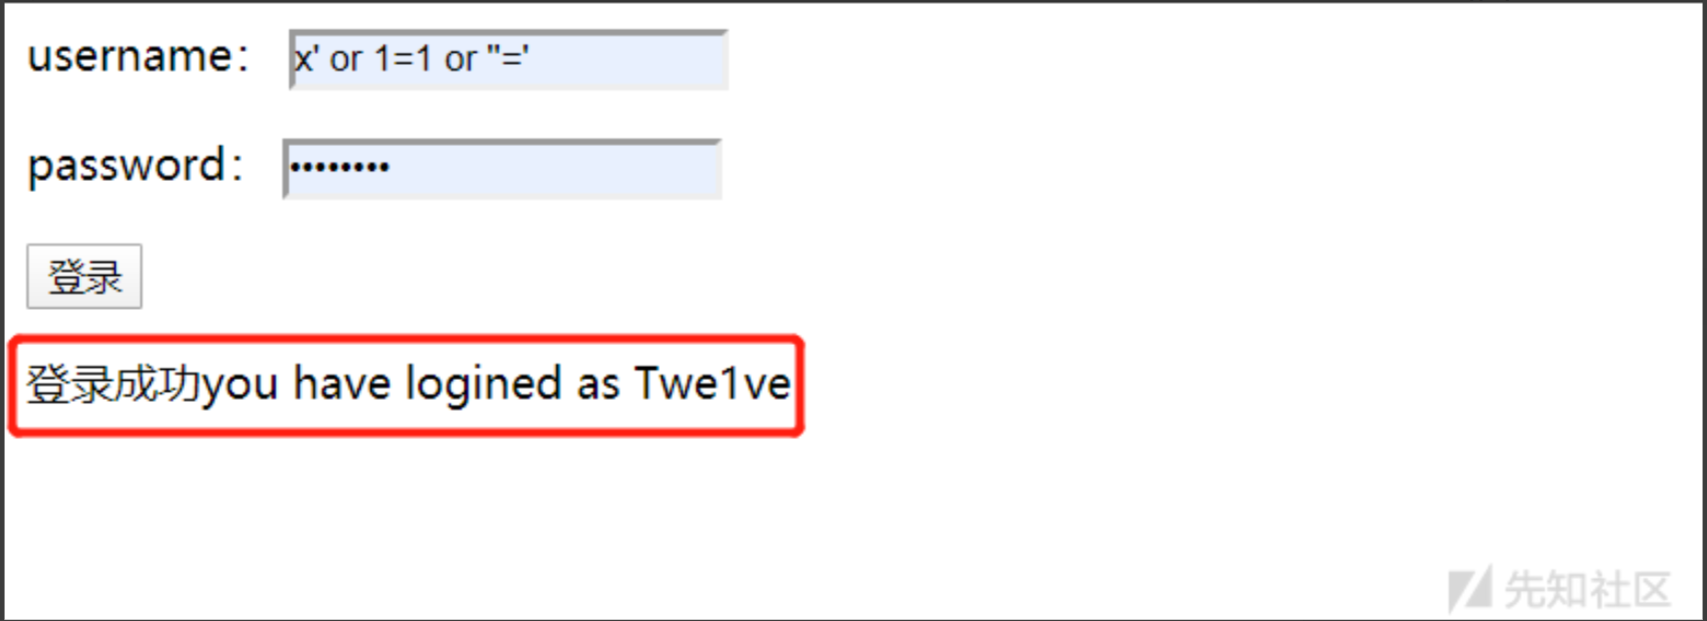 username： x' or 1=1 or ''='
password： ••••••••
登录
登录成功you have logined as Twe1ve
先知社区